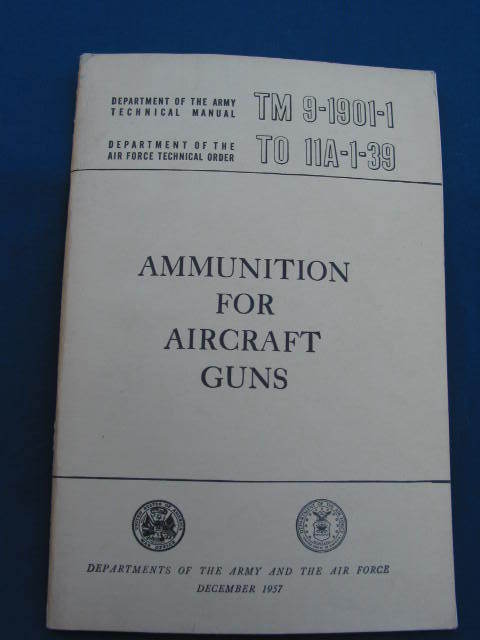 DEPARTMENT OF THE ARMY
TECHNICAL MANUAL
TM 9-1901-1
DEPARTMENT OF THE
AIR FORCE TECHNICAL ORDER
TO 11A-1-39
AMMUNITION
FOR
AIRCRAFT
GUNS
DEPARTMENTS OF THE ARMY AND THE AIR FORCE
DECEMBER 1957